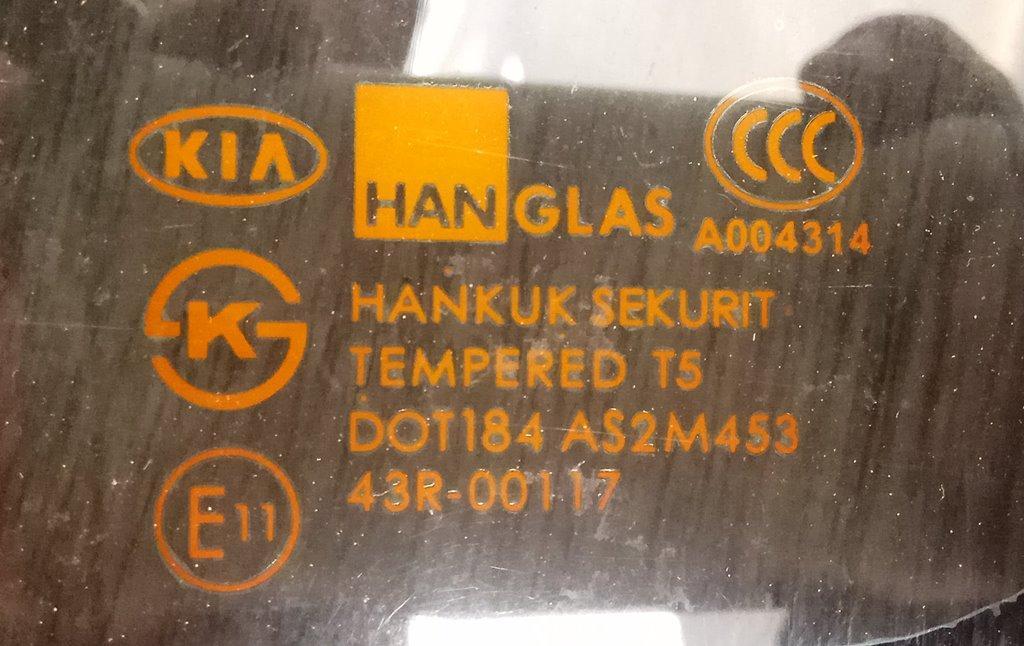 KIA
HANGLAS
CCC
A004314
K
HANKUK SEKURIT
TEMPERED T5
DOT184 AS2M453
43R-00117
E11